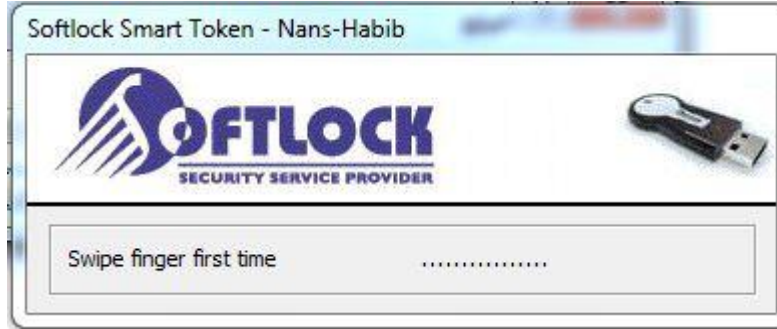 Softlock Smart Token - Nans-Habib
SOFTLOCK
SECURITY SERVICE PROVIDER
Swipe finger first time ................